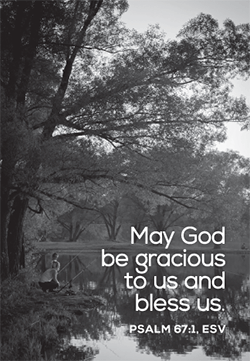 May God
be gracious
to us and
bless us.
PSALM 67:1, ESV